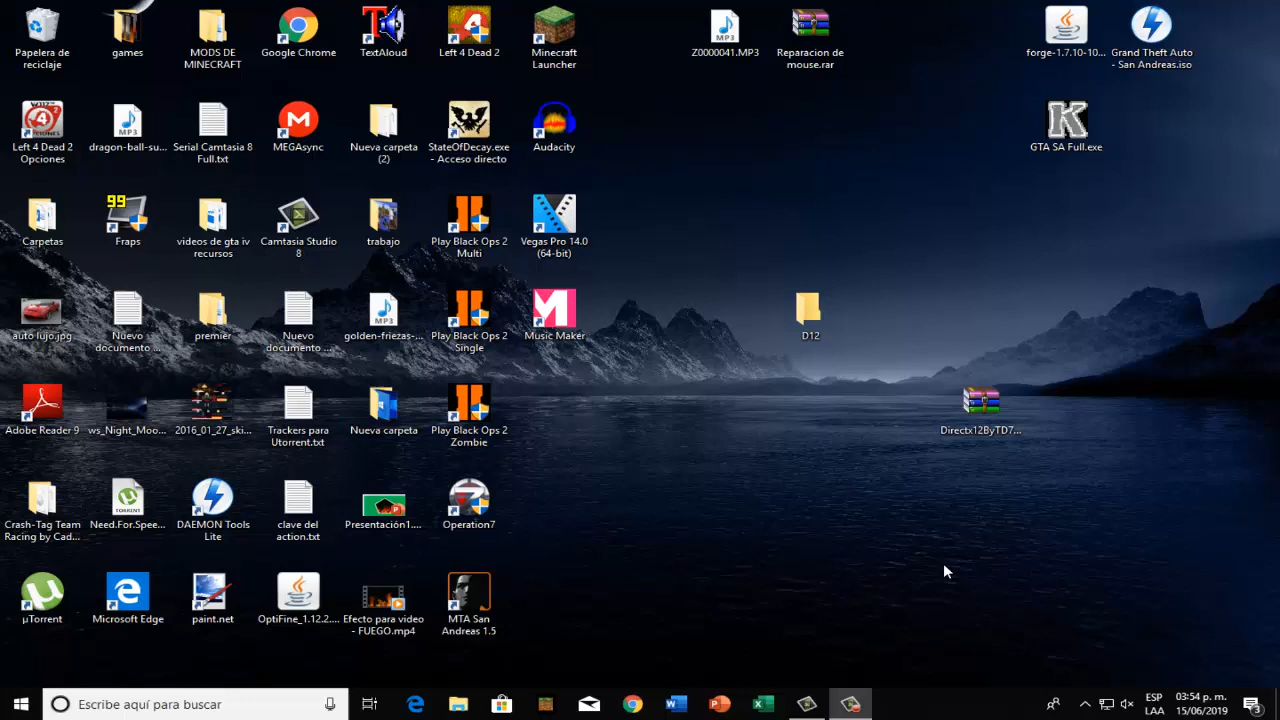 Papelera de
reciclaje
games
MODS DE
MINECRAFT
Google Chrome
TextAloud
Left 4 Dead 2
Minecraft
Launcher
Z0000041.MP3
Reparacion de
mouse.rar
forge-1.7.10-10...
Grand Theft Auto
- San Andreas.iso
Left 4 Dead 2
Opciones
MP3
dragon-ball-su...
Serial Camtasia 8
Full.txt
MEGAsync
Nueva carpeta
(2)
StateOfDecay.exe
- Acceso directo
Audacity
GTA SA Full.exe
Carpetas
99
Fraps
videos de gta iv
recursos
Camtasia Studio
8
trabajo
Play Black Ops 2
Multi
Vegas Pro 14.0
(64-bit)
auto lujo.jpg
Nuevo
documento ...
premier
Nuevo
documento ...
MP3
golden-friezas-...
Play Black Ops 2
Single
Music Maker
D12
Adobe Reader 9
ws_Night_Moo...
2016_01_27_ski...
Trackers para
Utorrent.txt
Nueva carpeta
Play Black Ops 2
Zombie
Directx12ByTD7...
Crash-Tag Team
Racing by Cad...
Need.For.Spee...
DAEMON Tools
Lite
clave del
action.txt
Presentación1....
Operation7
µTorrent
Microsoft Edge
paint.net
OptiFine_1.12.2....
Efecto para video
- FUEGO.mp4
MTA San
Andreas 1.5
Escribe aquí para buscar
ESP
LAA
03:54 p. m.
15/06/2019
3